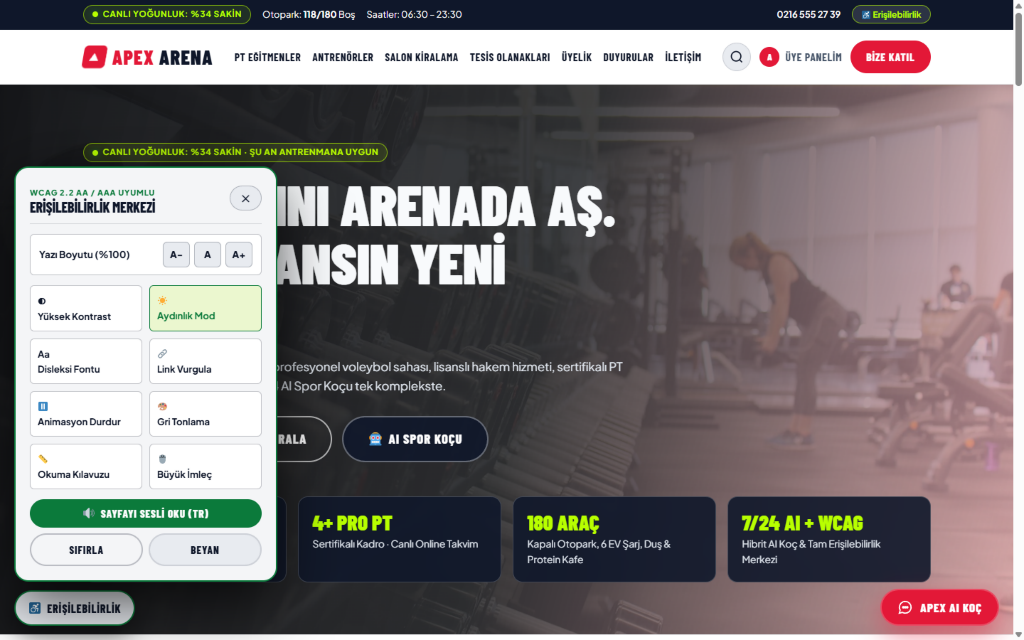 CANLI YOĞUNLUK: %34 SAKİN
Otopark: 118/180 Boş
Saatler: 06:30 – 23:30
0216 555 27 39
Erişilebilirlik
APEX ARENA
PT EĞİTMENLER
ANTRENÖRLER
SALON KİRALAMA
TESİS OLANAKLARI
ÜYELİK
DUYURULAR
İLETİŞİM
A
ÜYE PANELİM
BİZE KATIL
CANLI YOĞUNLUK: %34 SAKİN · ŞU AN ANTRENMANA UYGUN
ARENADA AŞ.
YENİ
profesyonel voleybol sahası, lisanslı hakem hizmeti, sertifikalı PT
AI Spor Koçu tek komplekste.
AI SPOR KOÇU
WCAG 2.2 AA / AAA UYUMLU
ERİŞİLEBİLİRLİK MERKEZİ
×
Yazı Boyutu (%100)
A-
A
A+
Yüksek Kontrast
Aydınlık Mod
Aa
Disleksi Fontu
Link Vurgula
Animasyon Durdur
Gri Tonlama
Okuma Kılavuzu
Büyük İmleç
SAYFAYI SESLİ OKU (TR)
SIFIRLA
BEYAN
4+ PRO PT
Sertifikalı Kadro · Canlı Online Takvim
180 ARAÇ
Kapalı Otopark, 6 EV Şarj, Duş &
Protein Kafe
7/24 AI + WCAG
Hibrit AI Koç & Tam Erişilebilirlik
Merkezi
ERİŞİLEBİLİRLİK
APEX AI KOÇ